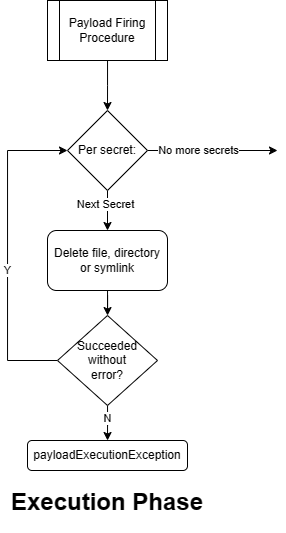 Payload Firing
Procedure
Per secret:
No more secrets
Next Secret
Delete file, directory
or symlink
Y
Succeeded
without
error?
N
payloadExecutionException
Execution Phase